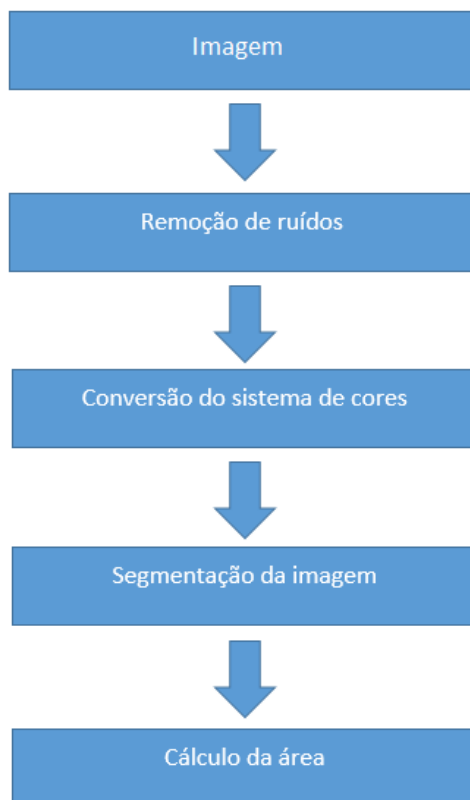 Imagem
Remoção de ruídos
Conversão do sistema de cores
Segmentação da imagem
Cálculo da área